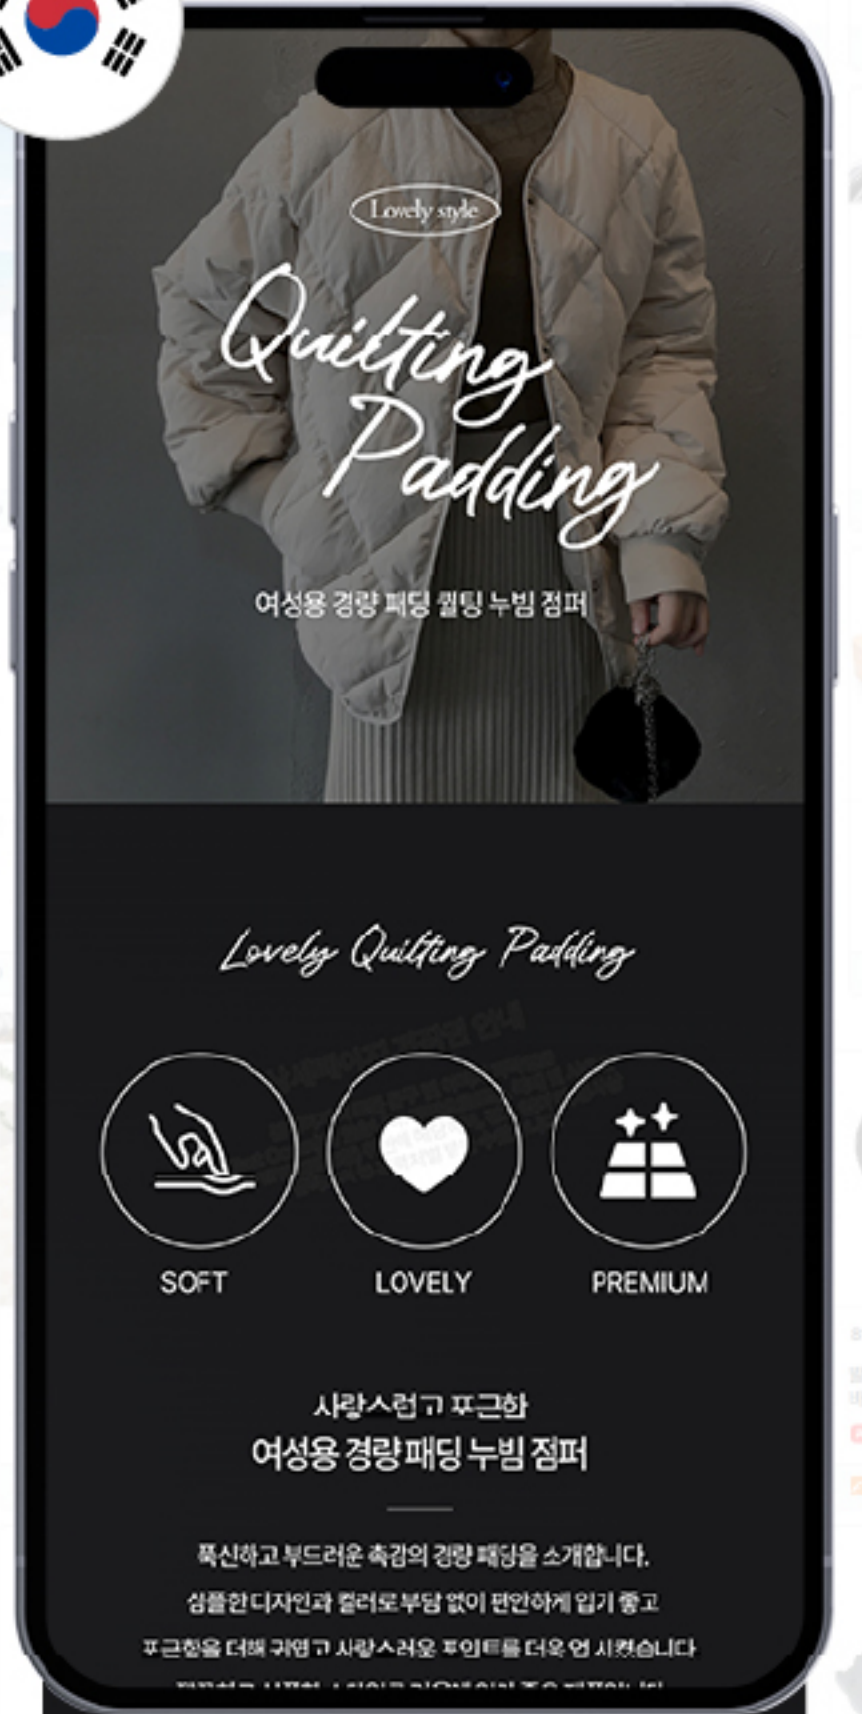 Lovely style
Quilting
Padding
여성용 경량 패딩 퀼팅 누빔 점퍼
Lovely Quilting Padding
SOFT
LOVELY
PREMIUM
사랑스럽고 포근한
여성용 경량 패딩 누빔 점퍼
푹신하고 부드러운 촉감의 경량 패딩을 소개합니다.
심플한 디자인과 컬러로 부담 없이 편안하게 입기 좋고
포근함을 더해 귀엽고 사랑스러운 포인트를 더욱 업 시켰습니다